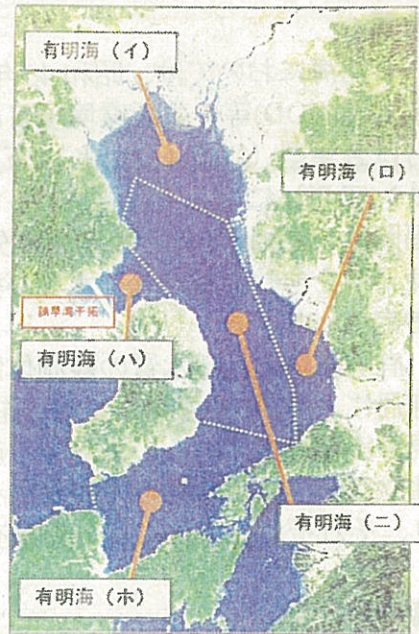 有明海（イ）
有明海（ロ）
諫早湾干拓
有明海（ハ）
有明海（ニ）
有明海（ホ）